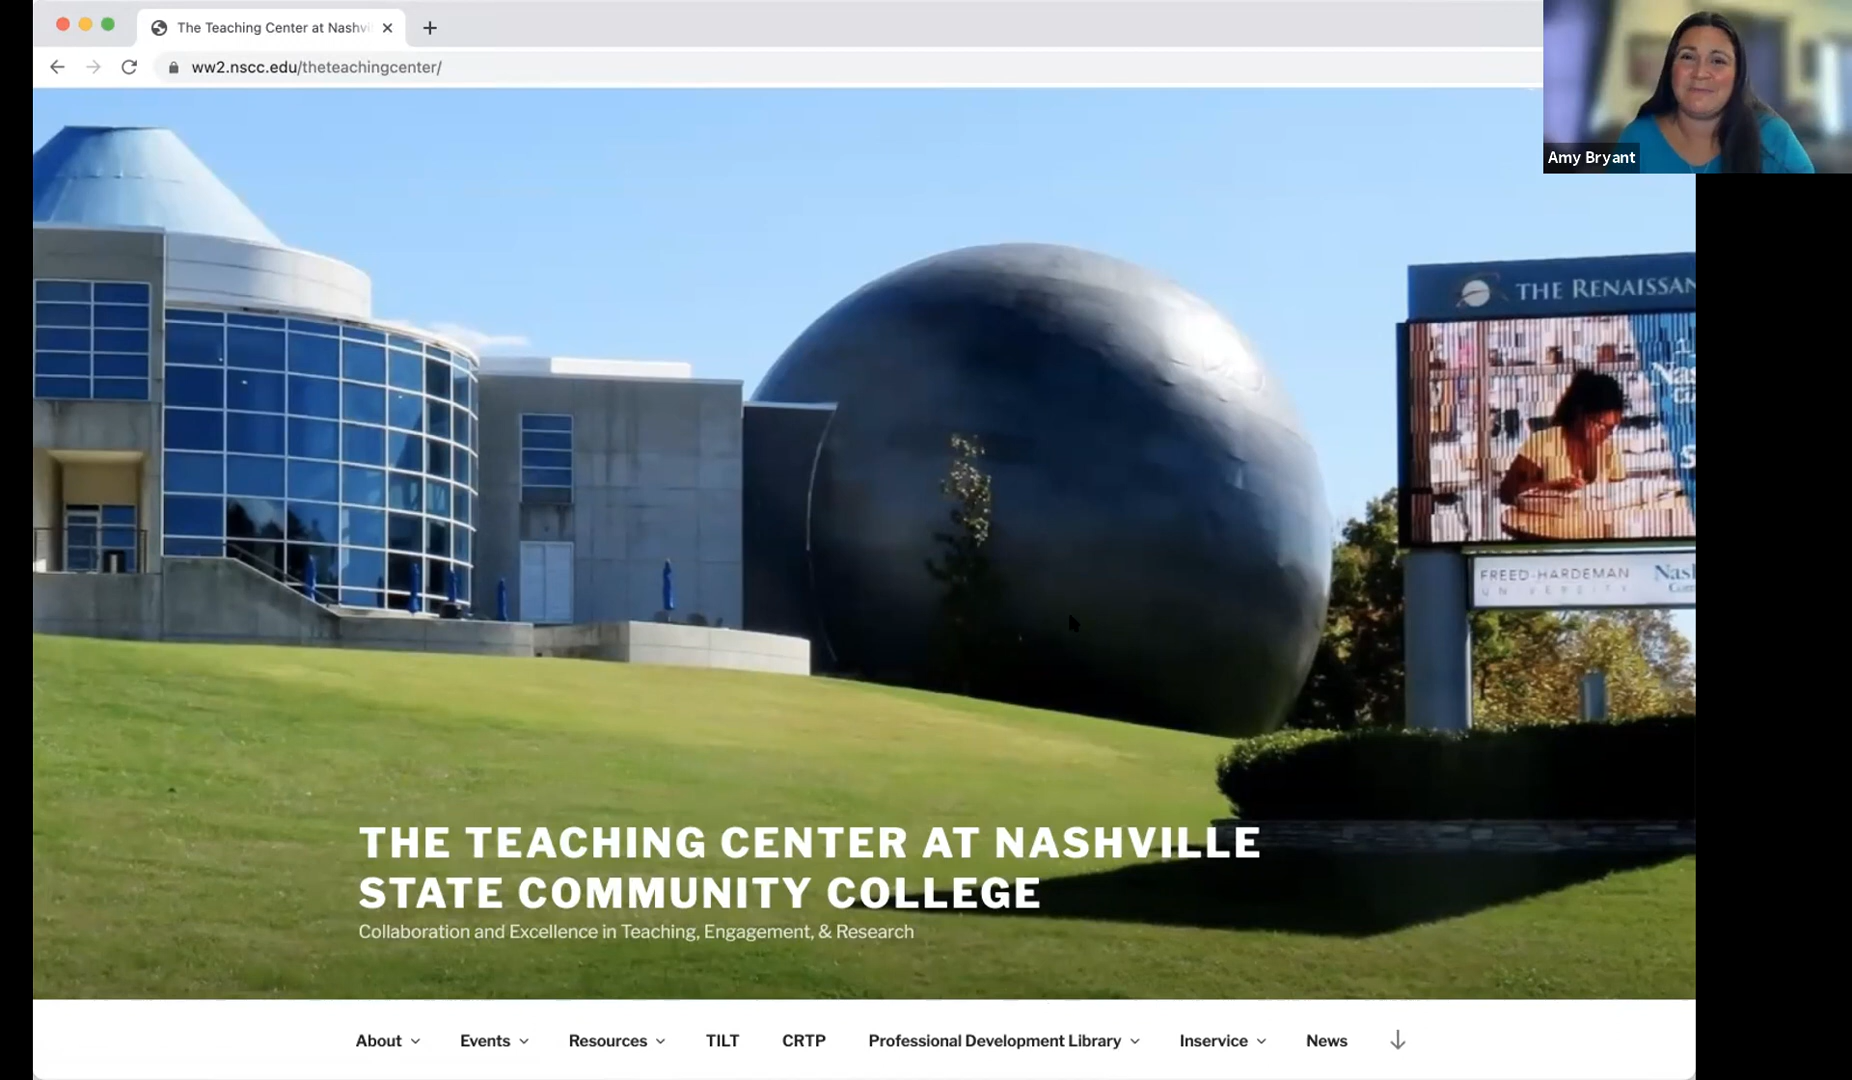 The Teaching Center at Nashvi
ww2.nscc.edu/theteachingcenter/
Amy Bryant
THE RENAISSAN
FREED-HARDEMAN
UNIVERSITY
THE TEACHING CENTER AT NASHVILLE
STATE COMMUNITY COLLEGE
Collaboration and Excellence in Teaching, Engagement, & Research
About
Events
Resources
TILT
CRTP
Professional Development Library
Inservice
News